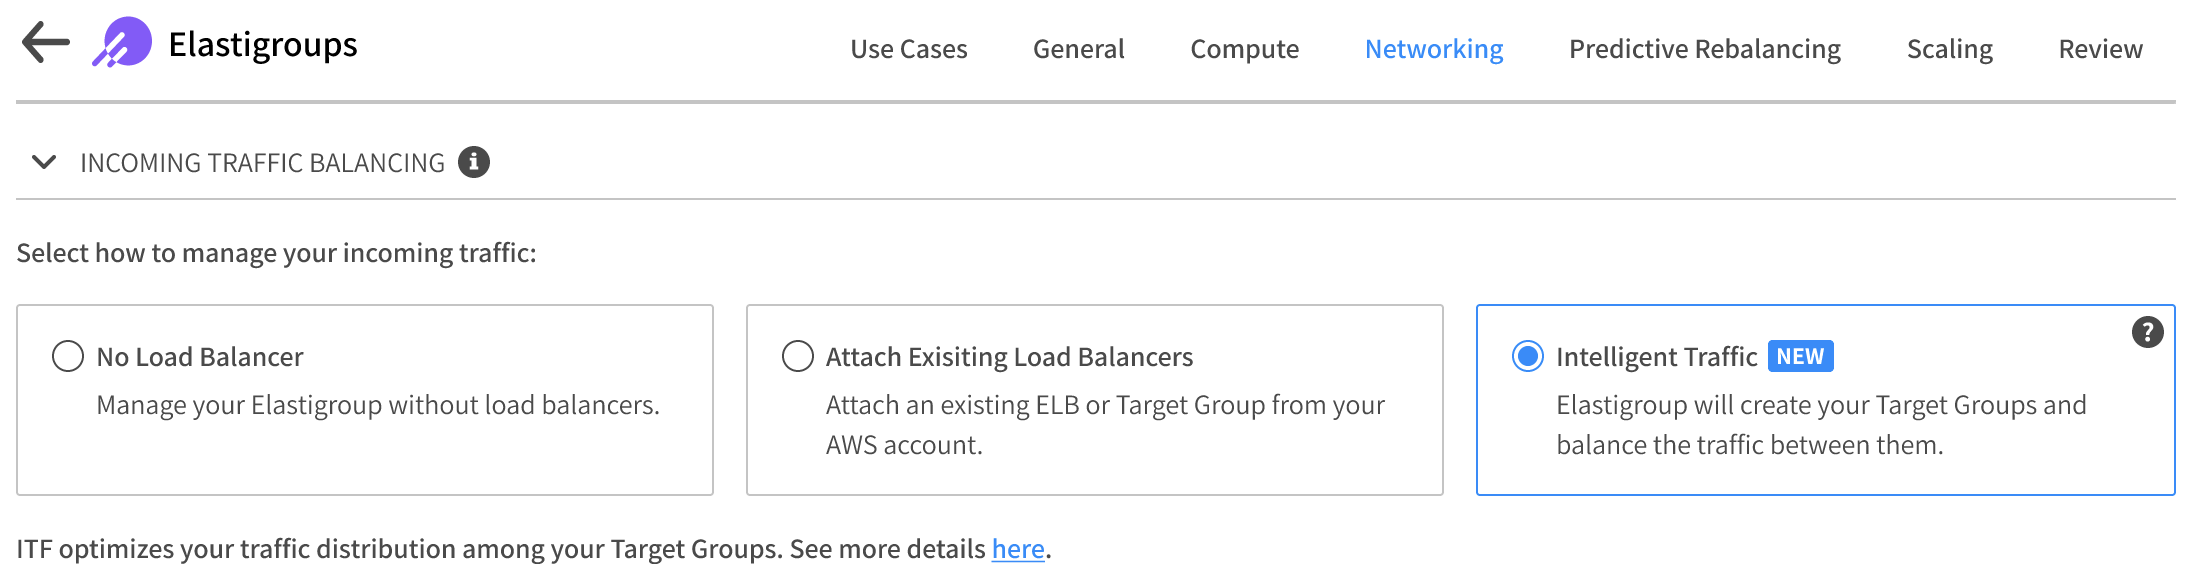 Elastigroups
Use Cases General Compute Networking Predictive Rebalancing Scaling Review
INCOMING TRAFFIC BALANCING i
Select how to manage your incoming traffic:
No Load Balancer
Manage your Elastigroup without load balancers.
Attach Exisiting Load Balancers
Attach an existing ELB or Target Group from your
AWS account.
?
Intelligent Traffic NEW
Elastigroup will create your Target Groups and
balance the traffic between them.
ITF optimizes your traffic distribution among your Target Groups. See more details here.